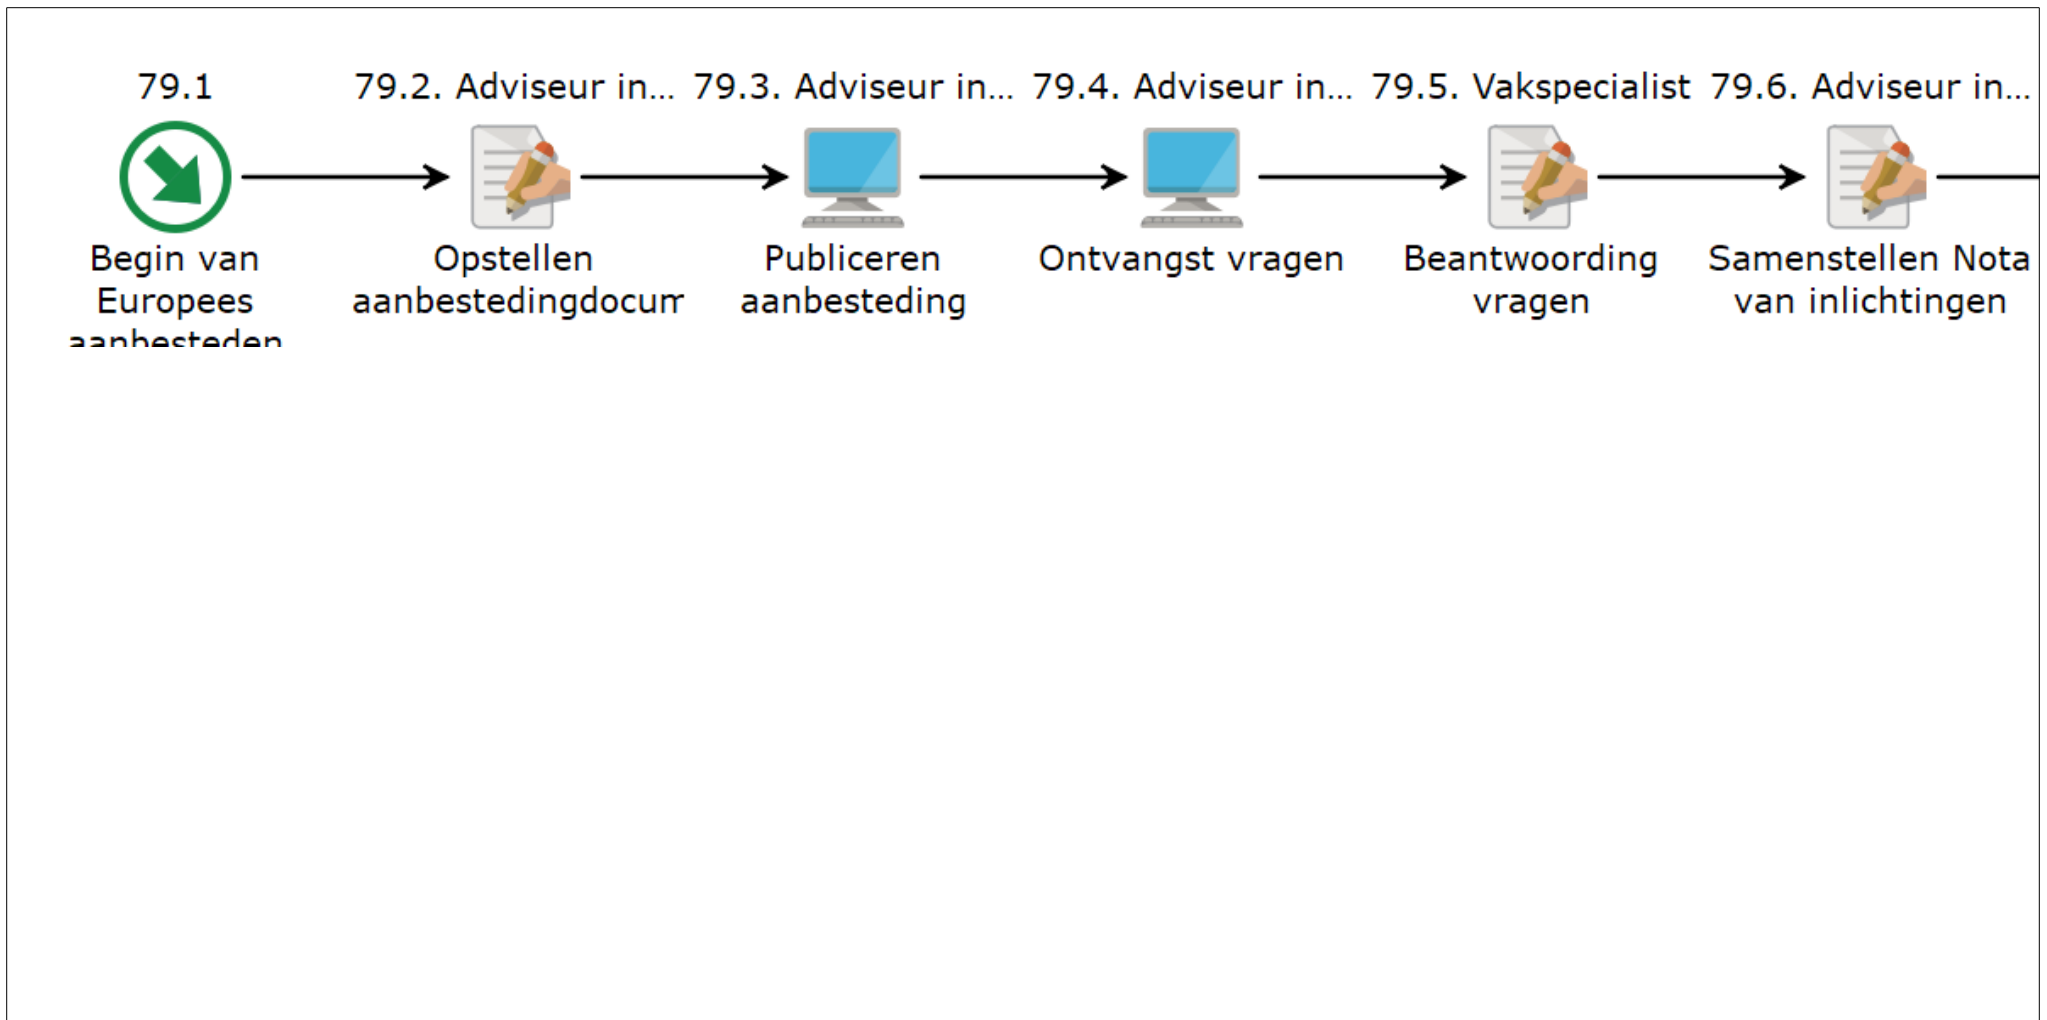 79.1
79.2. Adviseur in...
79.3. Adviseur in...
79.4. Adviseur in...
79.5. Vakspecialist
79.6. Adviseur in...
Begin van
Europees
aanbesteden
Opstellen
aanbestedingdocum
Publiceren
aanbesteding
Ontvangst vragen
Beantwoording
vragen
Samenstellen Nota
van inlichtingen